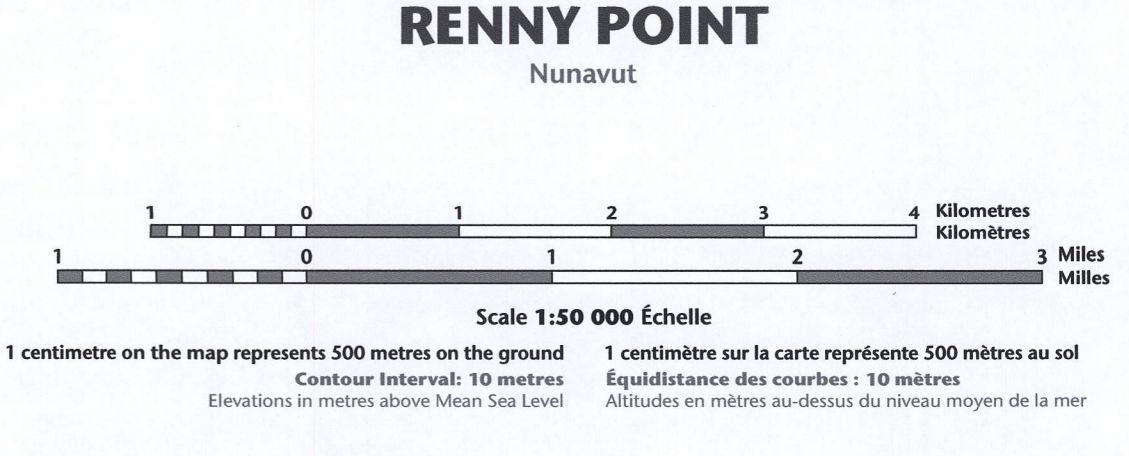 RENNY POINT
Nunavut
1 0 1 2 3 4 Kilometres
Kilomètres
1 0 1 2 3 Miles
Milles
Scale 1:50 000 Échelle
1 centimetre on the map represents 500 metres on the ground
Contour Interval: 10 metres
Elevations in metres above Mean Sea Level
1 centimètre sur la carte représente 500 mètres au sol
Équidistance des courbes : 10 mètres
Altitudes en mètres au-dessus du niveau moyen de la mer